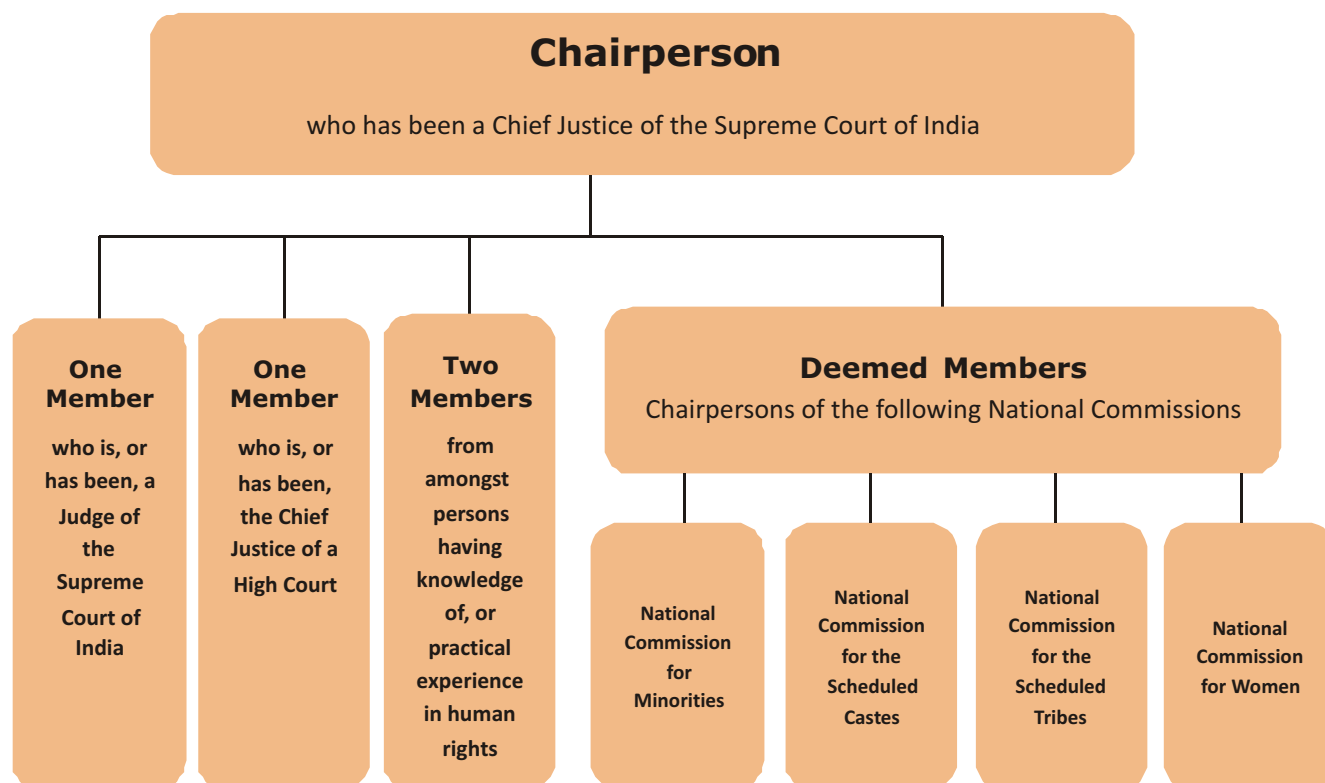 Chairperson
who has been a Chief Justice of the Supreme Court of India
One
Member
who is, or
has been, a
Judge of
the
Supreme
Court of
India
One
Member
who is, or
has been,
the Chief
Justice of a
High Court
Two
Members
from
amongst
persons
having
knowledge
of, or
practical
experience
in human
rights
Deemed Members
Chairpersons of the following National Commissions
National
Commission
for
Minorities
National
Commission
for the
Scheduled
Castes
National
Commission
for the
Scheduled
Tribes
National
Commission
for Women